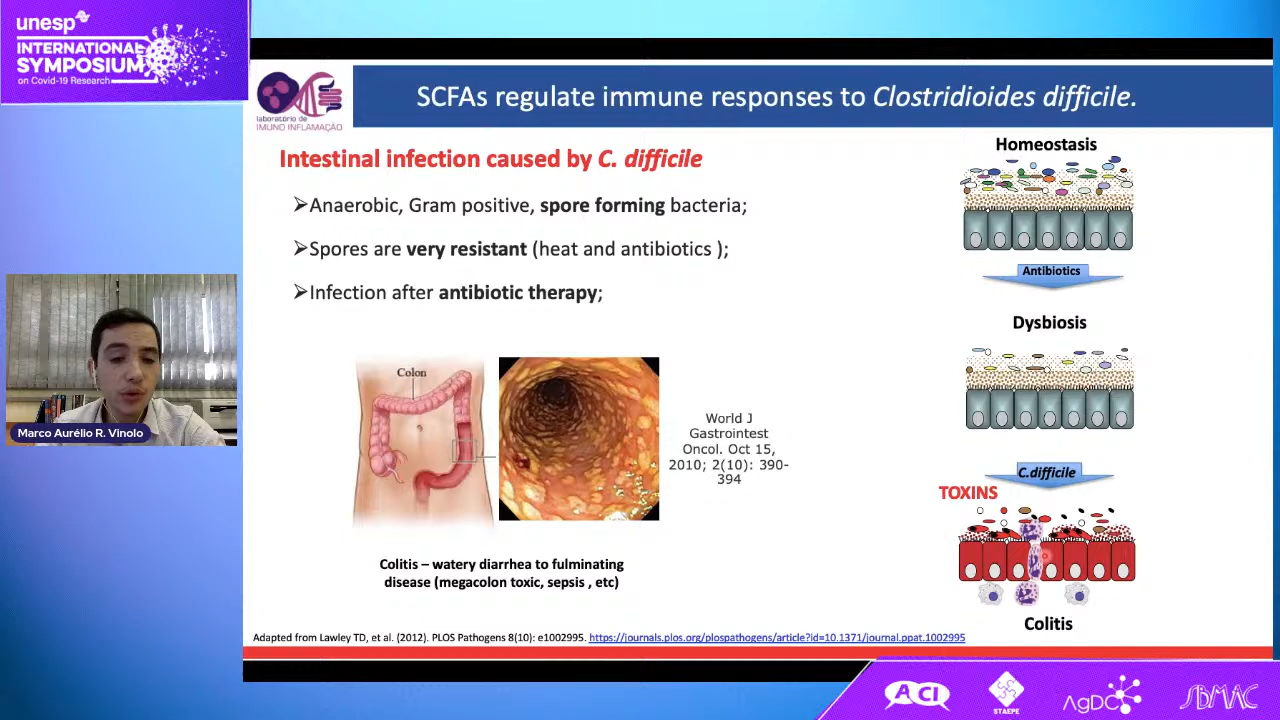 unesp
INTERNATIONAL
SYMPOSIUM
on Covid-19 Research
laboratório de
IMUNO INFLAMAÇÃO
SCFAs regulate immune responses to Clostridioides difficile.
Intestinal infection caused by C. difficile
➢Anaerobic, Gram positive, spore forming bacteria;
➢Spores are very resistant (heat and antibiotics );
➢Infection after antibiotic therapy;
Colon
World J
Gastrointest
Oncol. Oct 15,
2010; 2(10): 390-
394
Colitis – watery diarrhea to fulminating
disease (megacolon toxic, sepsis , etc)
Homeostasis
Antibiotics
Dysbiosis
C.difficile
TOXINS
Colitis
Adapted from Lawley TD, et al. (2012). PLOS Pathogens 8(10): e1002995. https://journals.plos.org/plospathogens/article?id=10.1371/journal.ppat.1002995
Marco Aurélio R. Vinolo
ACI
STAEPE
AgDC
SBMAC